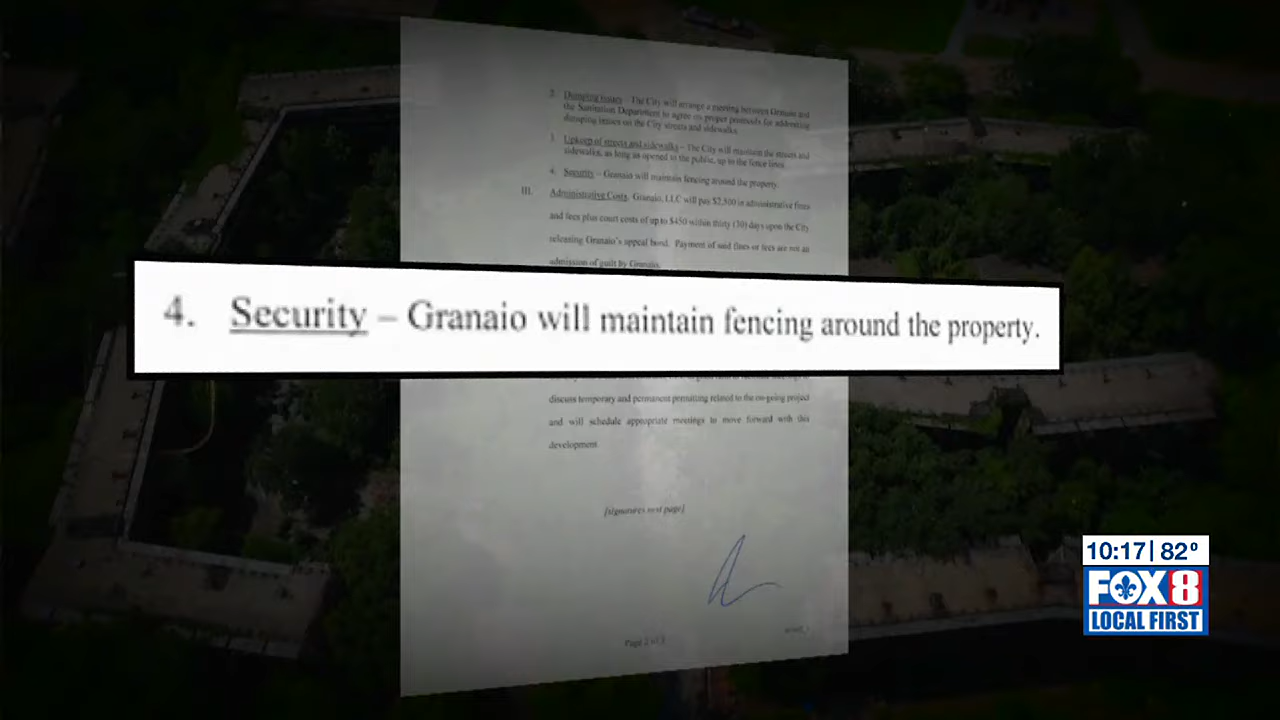 2. Dumping Issues – The City will arrange a meeting between Granaio and
the Sanitation Department to agree on proper protocols for addressing
dumping issues on the City streets and sidewalks.
3. Upkeep of streets and sidewalks – The City will maintain the streets and
sidewalks, as long as opened to the public, up to the fence lines.
4. Security – Granaio will maintain fencing around the property.
III. Administrative Costs. Granaio, LLC will pay $2,500 in administrative fines
and fees plus court costs of up to $450 within thirty (30) days upon the City
releasing Granaio's appeal bond. Payment of said fines or fees are not an
admission of guilt by Granaio.
4. Security – Granaio will maintain fencing around the property.
discuss temporary and permanent permitting related to the on-going project
and will schedule appropriate meetings to move forward with this
development.
[signatures next page]
Page 2 of 3
10:17 82°
FOX 8
LOCAL FIRST